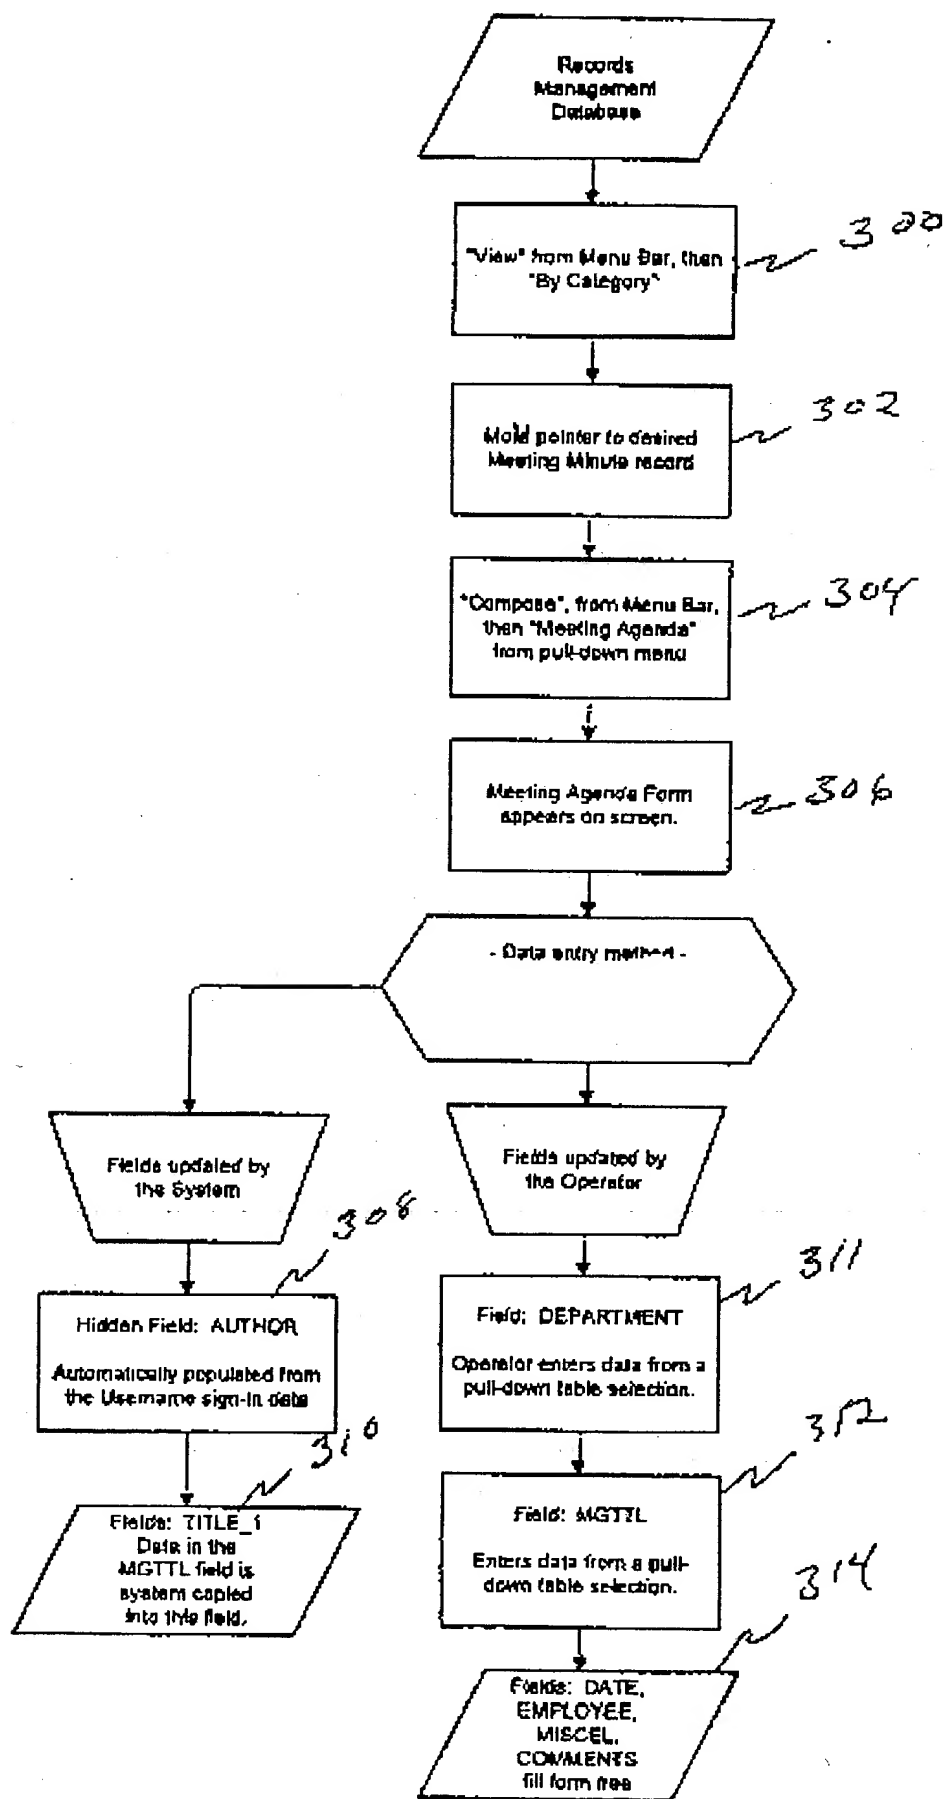 Records
Management
Database
"View" from Menu Bar, then
"By Category"
300
pointer to desired
Meeting Minute record
302
"Compose", from Menu Bar,
then "Meeting Agenda"
from pull-down menu
304
Meeting Agenda Form
appears on screen.
306
- Data entry method -
Fields updated by
the System
Fields updated by
the Operator
308
Hidden Field: AUTHOR
Automatically populated from
the Username sign-in data
311
Field: DEPARTMENT
Operator enters data from a
pull-down table selection.
310
Fields: TITLE_1
Data in the
MGTTL field is
system copied
into this field.
312
Field: MGTTL
Enters data from a pull-
down table selection.
314
Fields: DATE,
EMPLOYEE,
MISCEL,
COMMENTS
fill form free